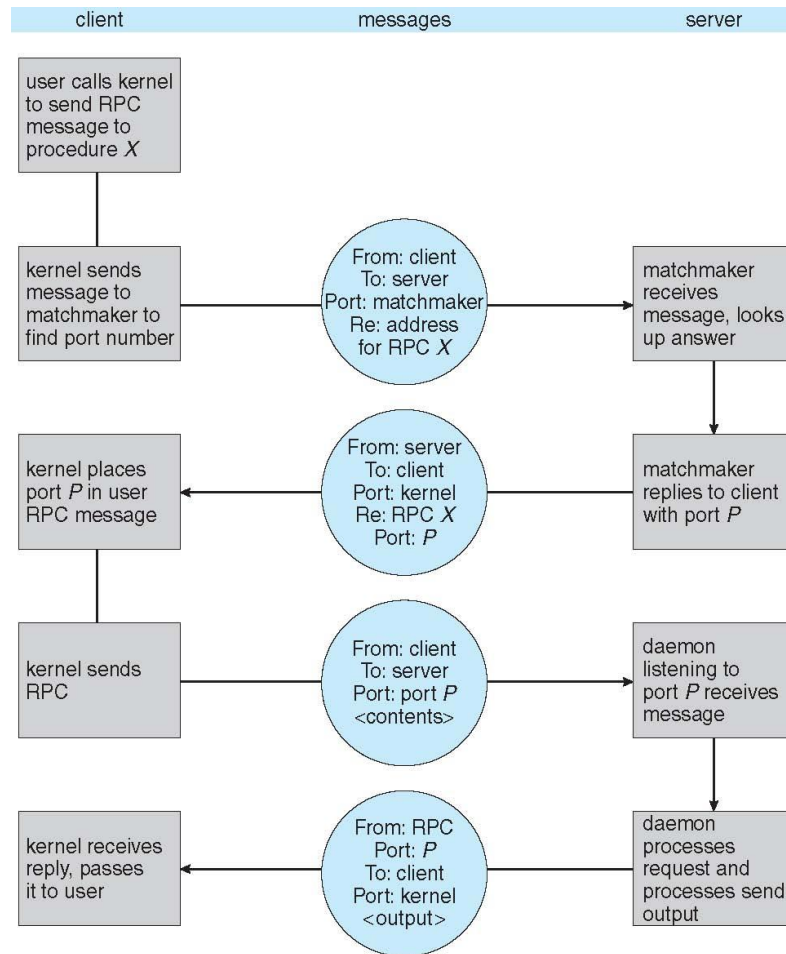 client
messages
server
user calls kernel
to send RPC
message to
procedure X
kernel sends
message to
matchmaker to
find port number
From: client
To: server
Port: matchmaker
Re: address
for RPC X
matchmaker
receives
message, looks
up answer
kernel places
port P in user
RPC message
From: server
To: client
Port: kernel
Re: RPC X
Port: P
matchmaker
replies to client
with port P
kernel sends
RPC
From: client
To: server
Port: port P
<contents>
daemon
listening to
port P receives
message
kernel receives
reply, passes
it to user
From: RPC
Port: P
To: client
Port: kernel
<output>
daemon
processes
request and
processes send
output